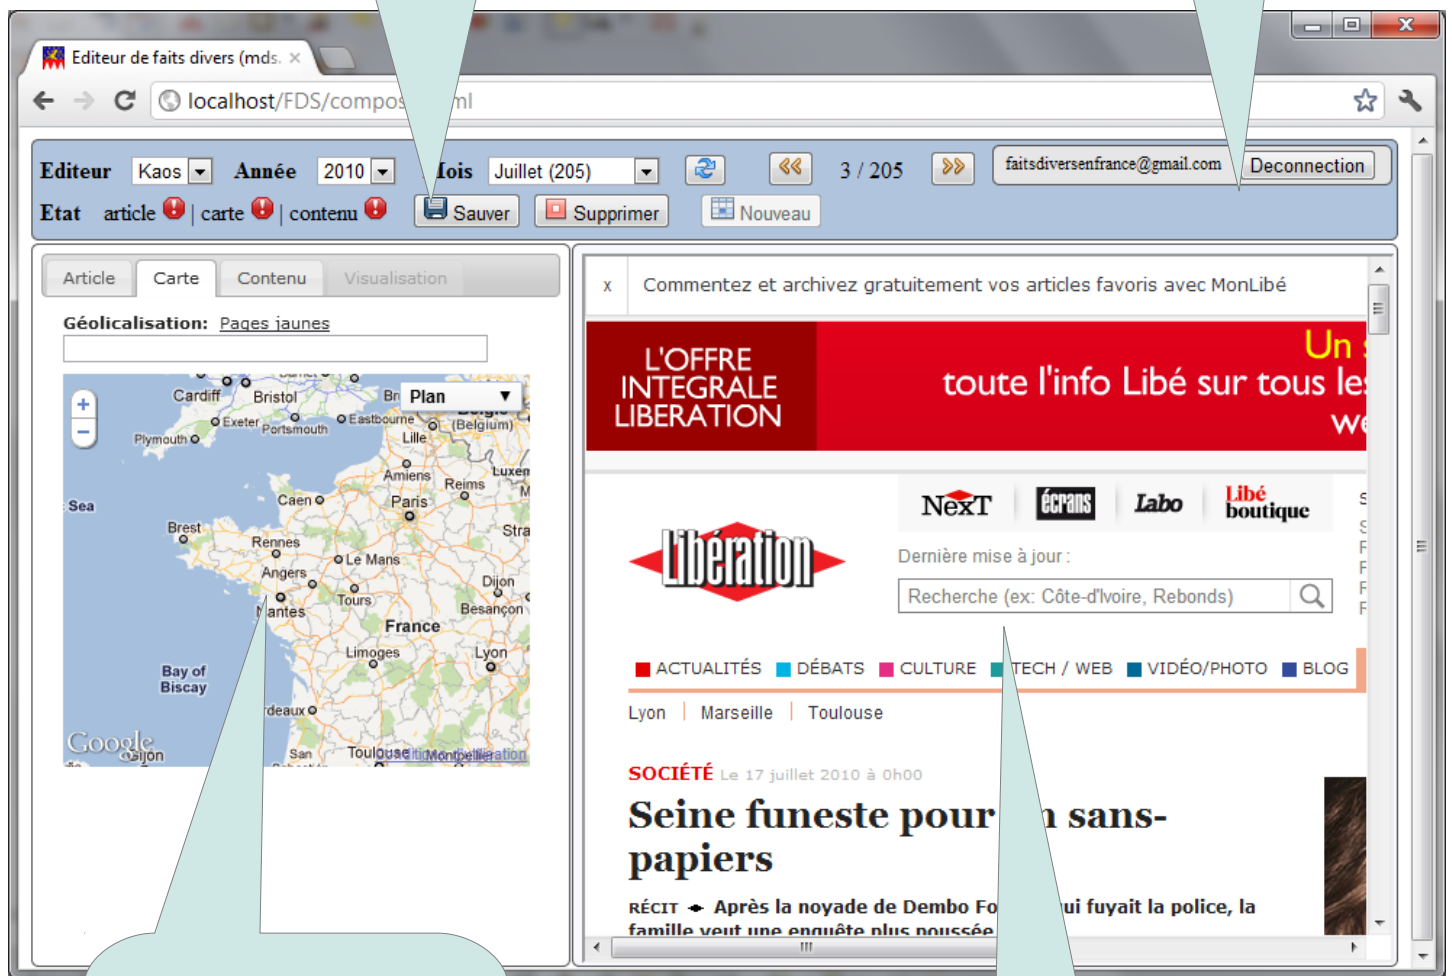 Editeur de faits divers (mds.
localhost/FDS/compos ml
Editeur Kaos Année 2010 Mois Juillet (205) 3 / 205 faitsdiversenfrance@gmail.com Deconnection
Etat article | carte | contenu Sauver Supprimer Nouveau
Article Carte Contenu Visualisation
Géolicalisation: Pages jaunes
Plan
Cardiff Bristol
(Belgium)
Plymouth Exeter Portsmouth Eastbourne
Lille
Amiens Luxem
Reims
Sea
Caen Paris
Brest Stra
Rennes
Le Mans
Angers Dijon
Nantes Tours Besançon
France
Limoges Lyon
Bay of
Biscay
deaux
Google
Gijón San Toulouse
x Commentez et archivez gratuitement vos articles favoris avec MonLibé
L'OFFRE
INTEGRALE
LIBERATION
Un s
toute l'info Libé sur tous les
we
NexT écrans Labo Libé boutique
Libération
Dernière mise à jour :
Recherche (ex: Côte-d'Ivoire, Rebonds)
ACTUALITÉS DÉBATS CULTURE TECH / WEB VIDÉO/PHOTO BLOG
Lyon | Marseille | Toulouse
SOCIÉTÉ Le 17 juillet 2010 à 0h00
Seine funeste pour un sans-
papiers
RÉCIT Après la noyade de Dembo Fo ui fuyait la police, la
famille veut une enquête plus poussée